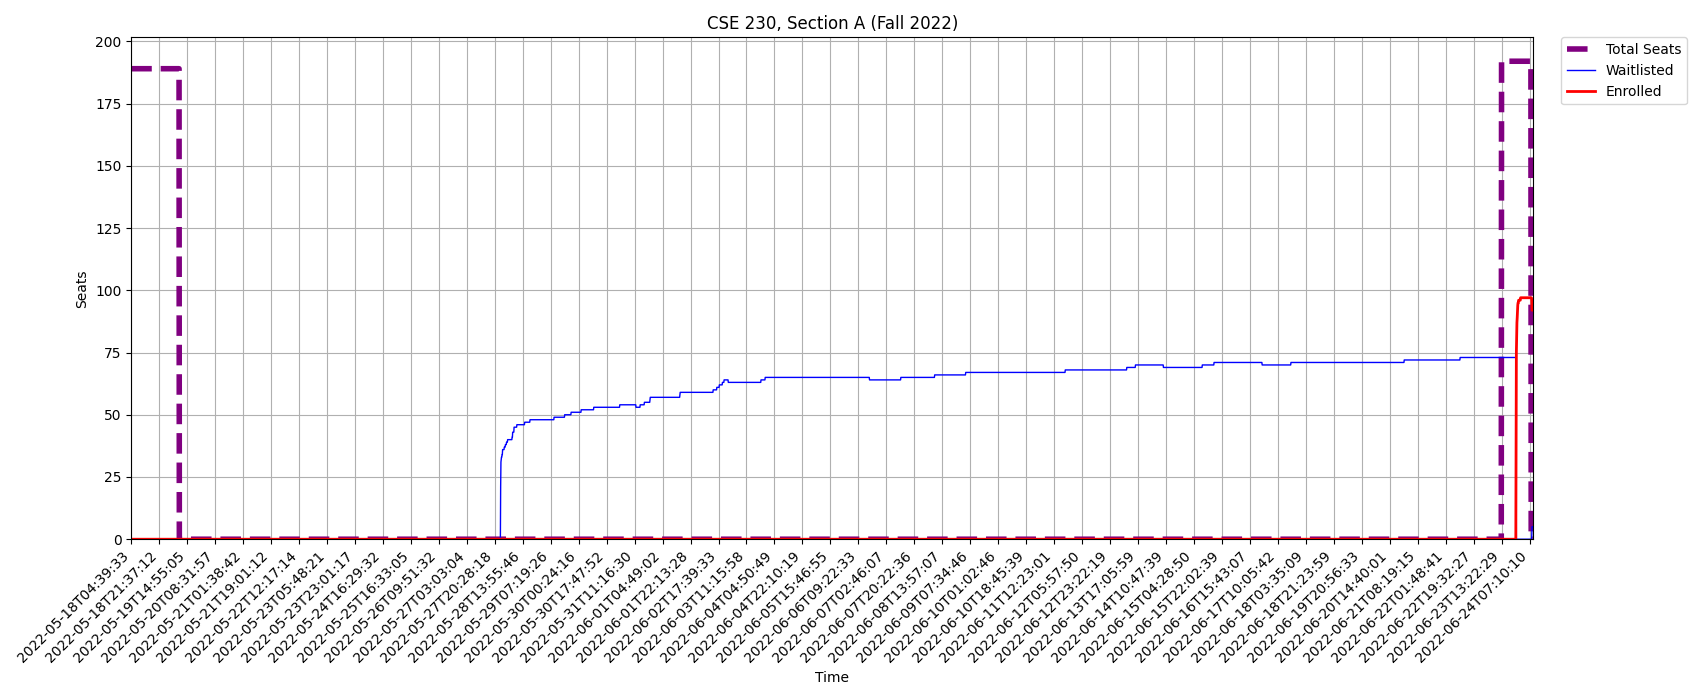 CSE 230, Section A (Fall 2022)
Total Seats
Waitlisted
Enrolled
200
175
150
125
100
75
50
25
0
Seats
2022-05-18T04:39:33
2022-05-18T21:37:12
2022-05-19T14:55:05
2022-05-20T08:31:57
2022-05-21T01:38:42
2022-05-21T19:01:12
2022-05-22T12:17:14
2022-05-23T05:48:21
2022-05-23T23:01:17
2022-05-24T16:29:32
2022-05-25T16:33:05
2022-05-26T09:51:32
2022-05-27T03:03:04
2022-05-27T20:28:18
2022-05-28T13:55:46
2022-05-29T07:19:26
2022-05-30T00:24:16
2022-05-30T17:47:52
2022-05-31T11:16:30
2022-06-01T04:49:02
2022-06-01T22:13:28
2022-06-02T17:39:33
2022-06-03T11:15:58
2022-06-04T04:50:49
2022-06-04T22:10:19
2022-06-05T15:46:55
2022-06-06T09:22:33
2022-06-07T02:46:07
2022-06-07T20:22:36
2022-06-08T13:57:07
2022-06-09T07:34:46
2022-06-10T01:02:46
2022-06-10T18:45:39
2022-06-11T12:23:01
2022-06-12T05:57:50
2022-06-12T23:22:19
2022-06-13T17:05:59
2022-06-14T10:47:39
2022-06-15T04:28:50
2022-06-15T22:02:39
2022-06-16T15:43:07
2022-06-17T10:05:42
2022-06-18T03:35:09
2022-06-18T21:23:59
2022-06-19T20:56:33
2022-06-20T14:40:01
2022-06-21T08:19:15
2022-06-22T01:48:41
2022-06-22T19:32:27
2022-06-23T13:22:29
2022-06-24T07:10:10
Time